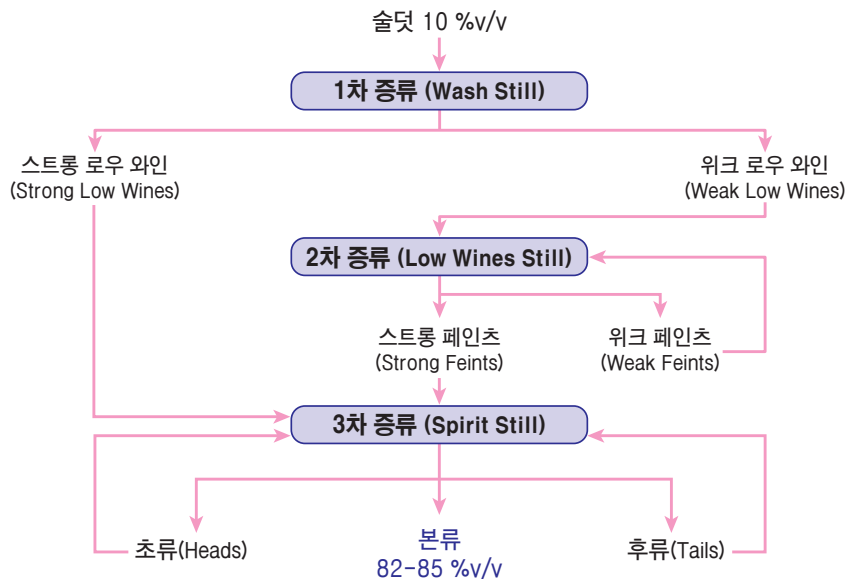 술덧 10 %v/v
1차 증류 (Wash Still)
스트롱 로우 와인
(Strong Low Wines)
위크 로우 와인
(Weak Low Wines)
2차 증류 (Low Wines Still)
스트롱 페인츠
(Strong Feints)
위크 페인츠
(Weak Feints)
3차 증류 (Spirit Still)
초류(Heads)
본류
82-85 %v/v
후류(Tails)